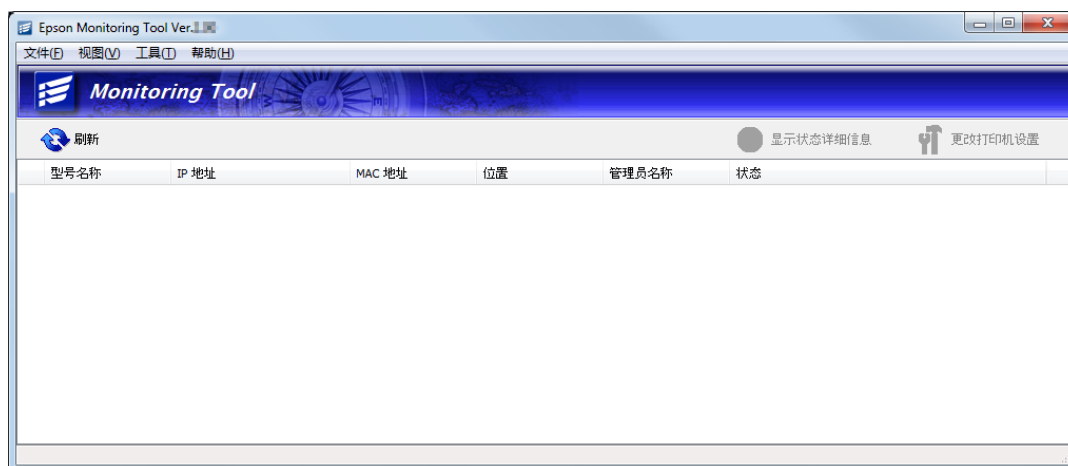 Epson Monitoring Tool Ver.
文件(F) 视图(V) 工具(T) 帮助(H)
Monitoring Tool
刷新 显示状态详细信息 更改打印机设置
型号名称 IP 地址 MAC 地址 位置 管理员名称 状态